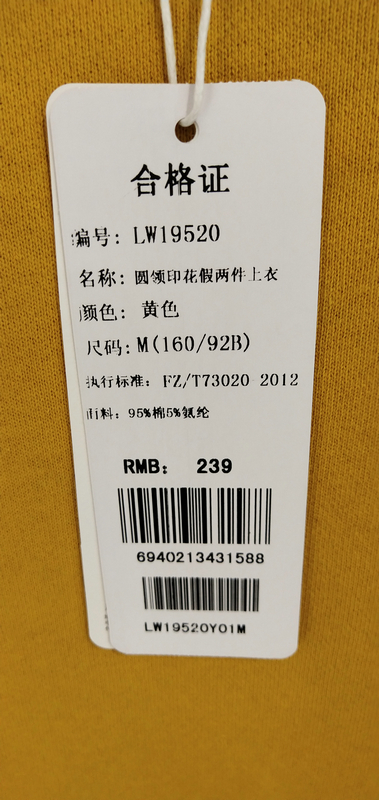 合格证
编号: LW19520
名称: 圆领印花假两件上衣
颜色: 黄色
尺码: M(160/92B)
执行标准: FZ/T73020 2012
面料: 95%棉5%氨纶
RMB: 239
6940213431588
LW19520Y01M